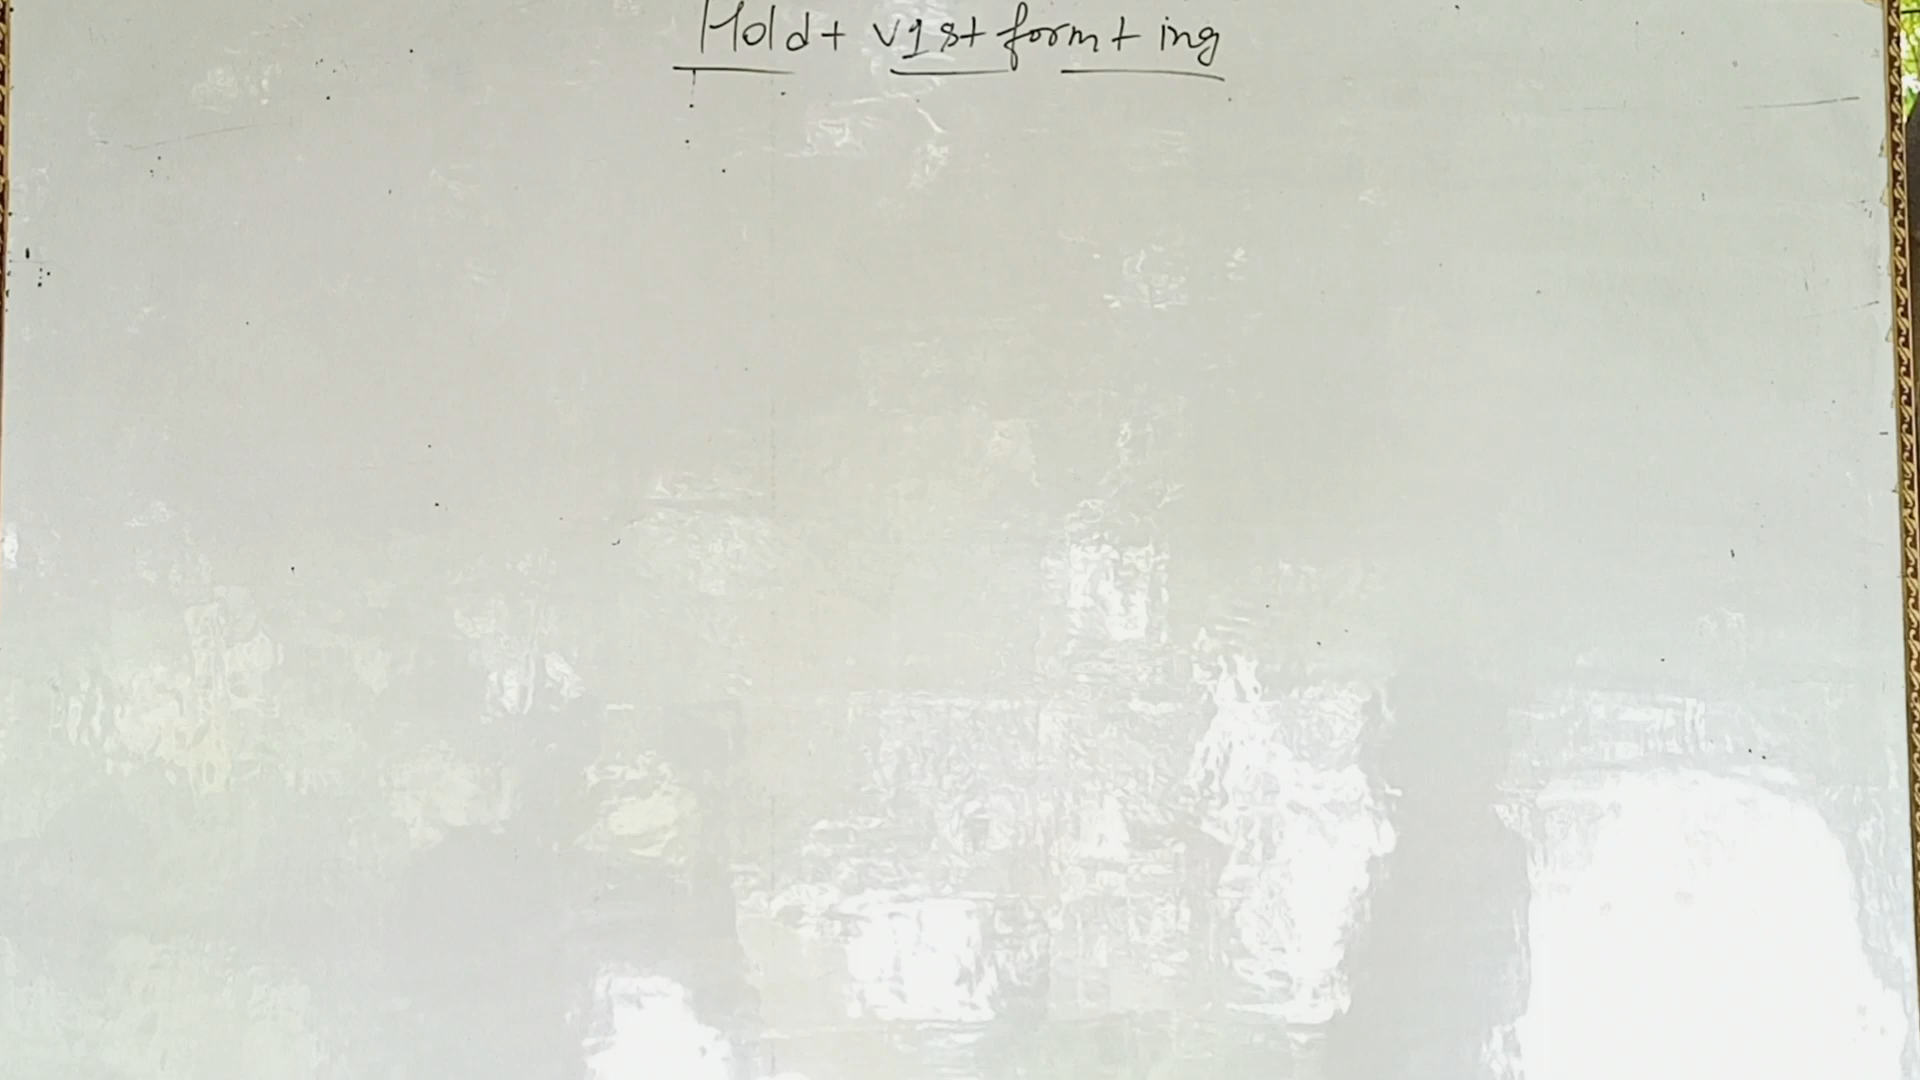 Hold + v1st form + ing